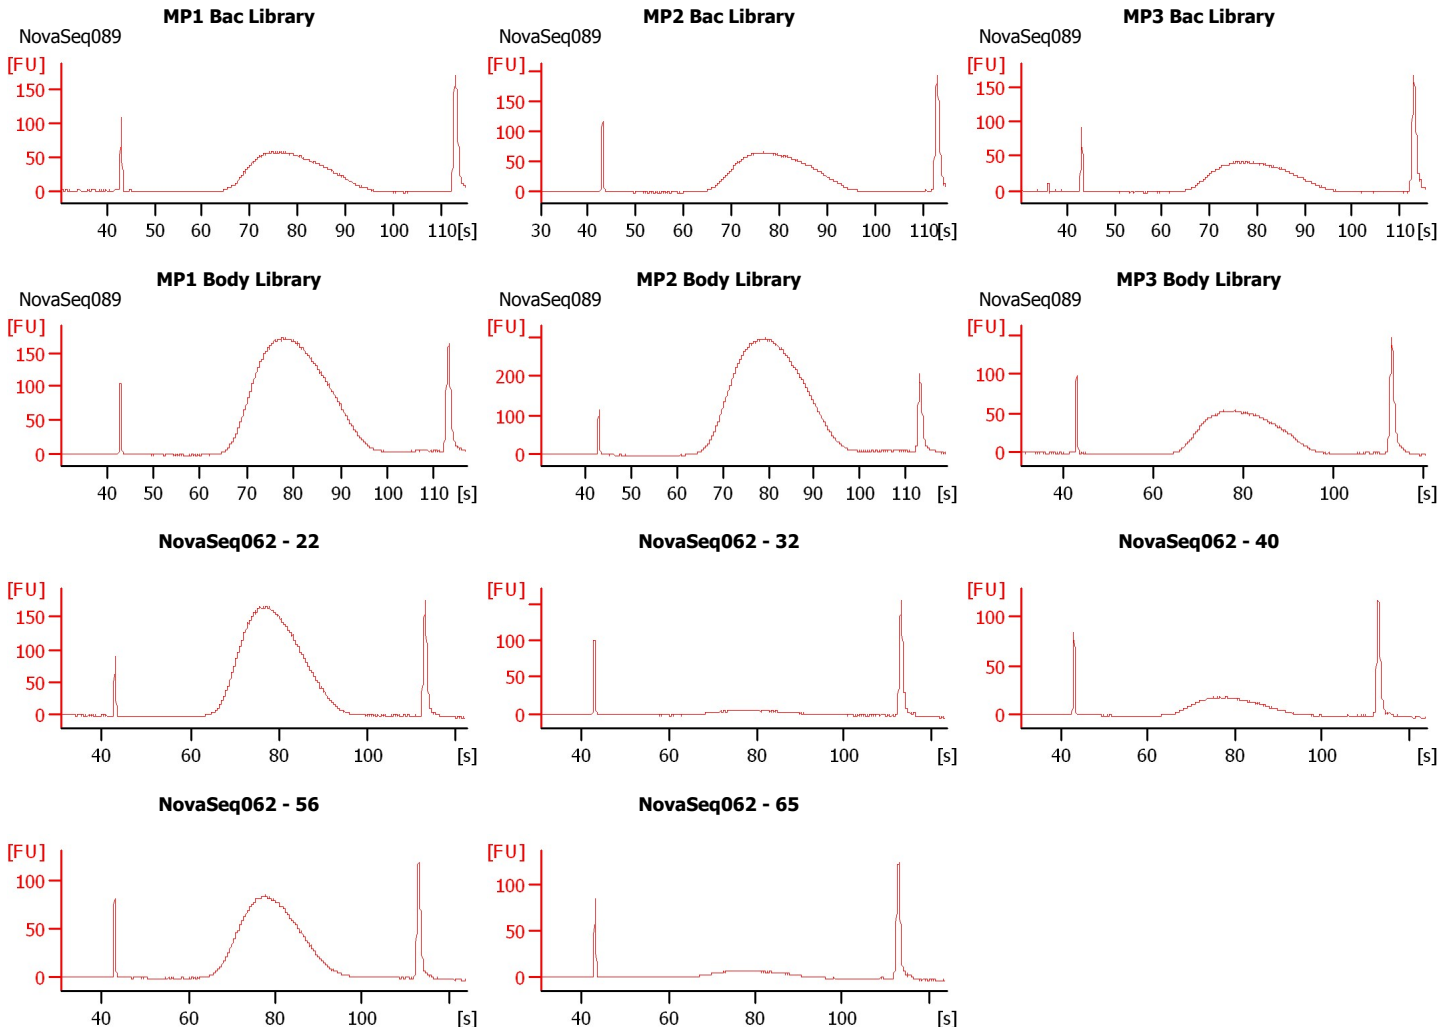 MP1 Bac Library
NovaSeq089
[FU]
150
100
50
0
40 50 60 70 80 90 100 110[s]
MP2 Bac Library
NovaSeq089
[FU]
150
100
50
0
30 40 50 60 70 80 90 100 110[s]
MP3 Bac Library
NovaSeq089
[FU]
150
100
50
0
40 50 60 70 80 90 100 110[s]
MP1 Body Library
NovaSeq089
[FU]
150
100
50
0
40 50 60 70 80 90 100 110 [s]
MP2 Body Library
NovaSeq089
[FU]
200
100
0
30 40 50 60 70 80 90 100 110 [s]
MP3 Body Library
NovaSeq089
[FU]
100
50
0
40 60 80 100 [s]
NovaSeq062 - 22
[FU]
150
100
50
0
40 60 80 100 [s]
NovaSeq062 - 32
[FU]
100
50
0
40 60 80 100 [s]
NovaSeq062 - 40
[FU]
100
50
0
40 60 80 100 [s]
NovaSeq062 - 56
[FU]
100
50
0
40 60 80 100 [s]
NovaSeq062 - 65
[FU]
100
50
0
40 60 80 100 [s]